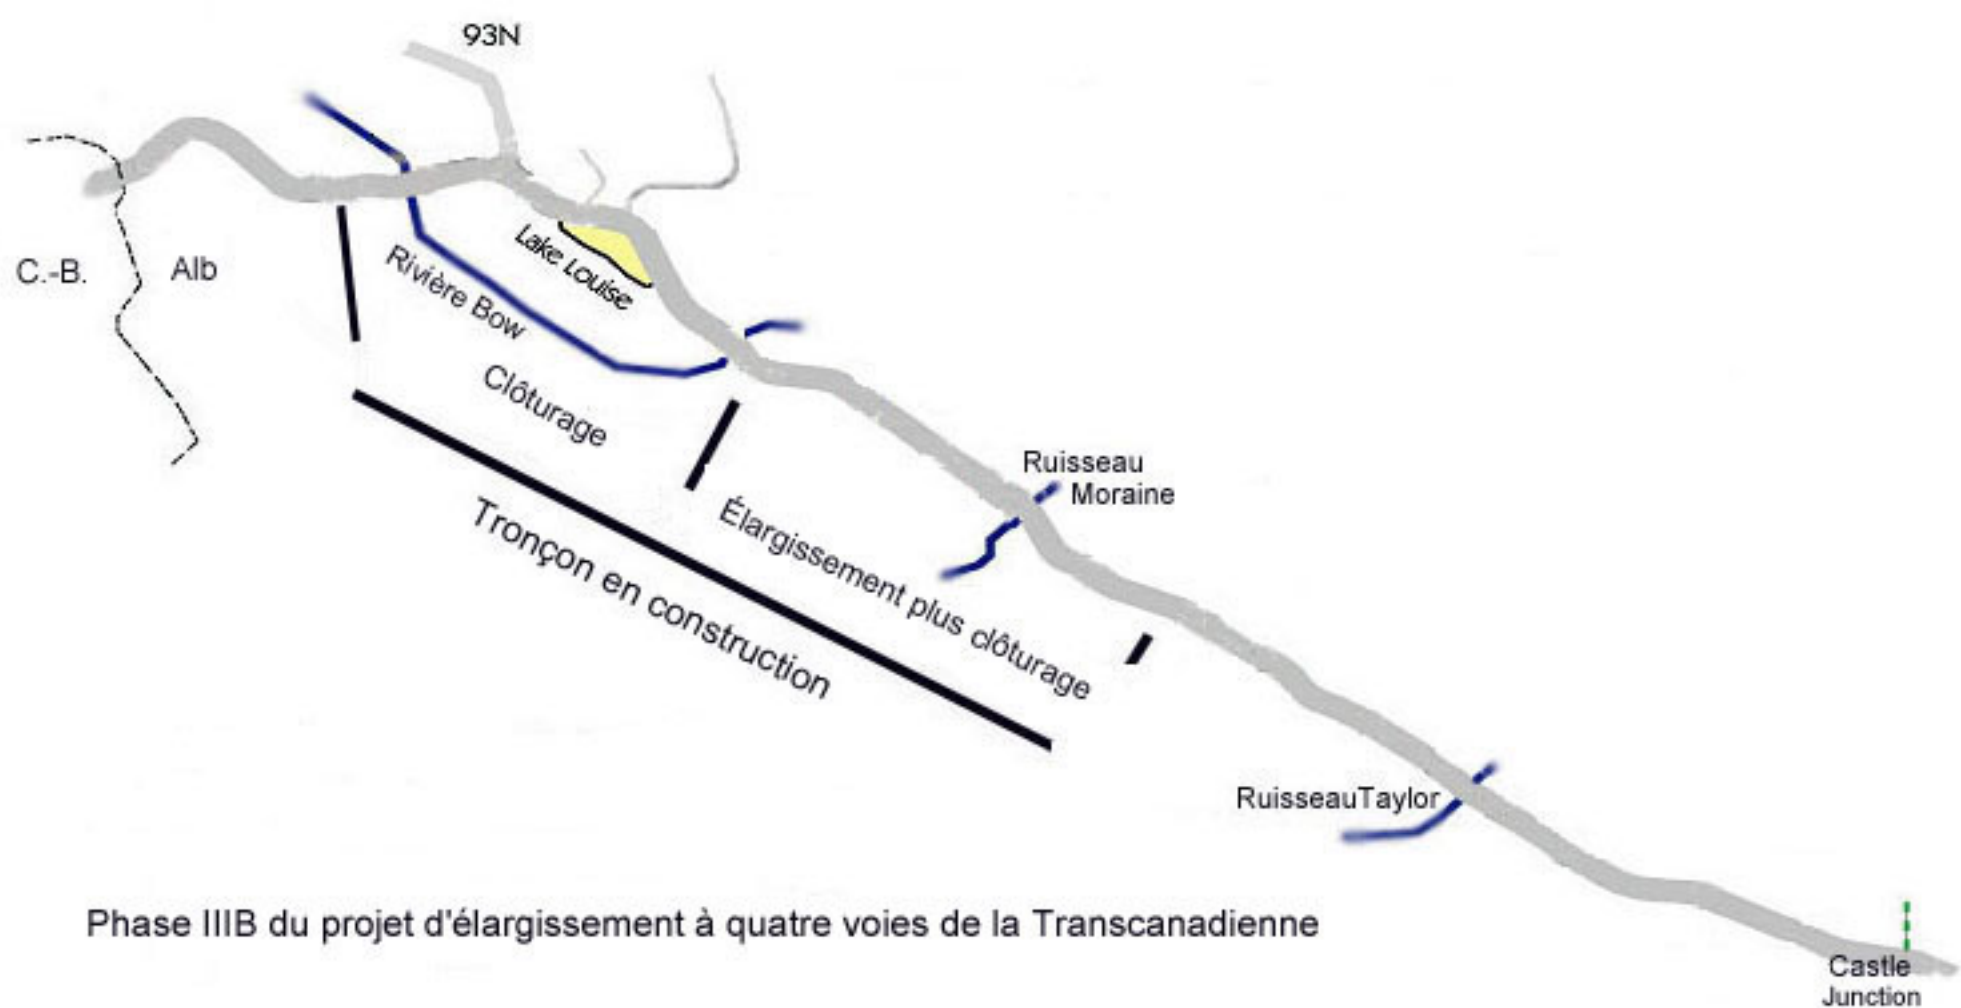 93N
C.-B.
Alb
Lake Louise
Rivière Bow
Clôturage
Ruisseau
Moraine
Élargissement plus clôturage
Tronçon en construction
RuisseauTaylor
Phase IIIB du projet d'élargissement à quatre voies de la Transcanadienne
Castle
Junction